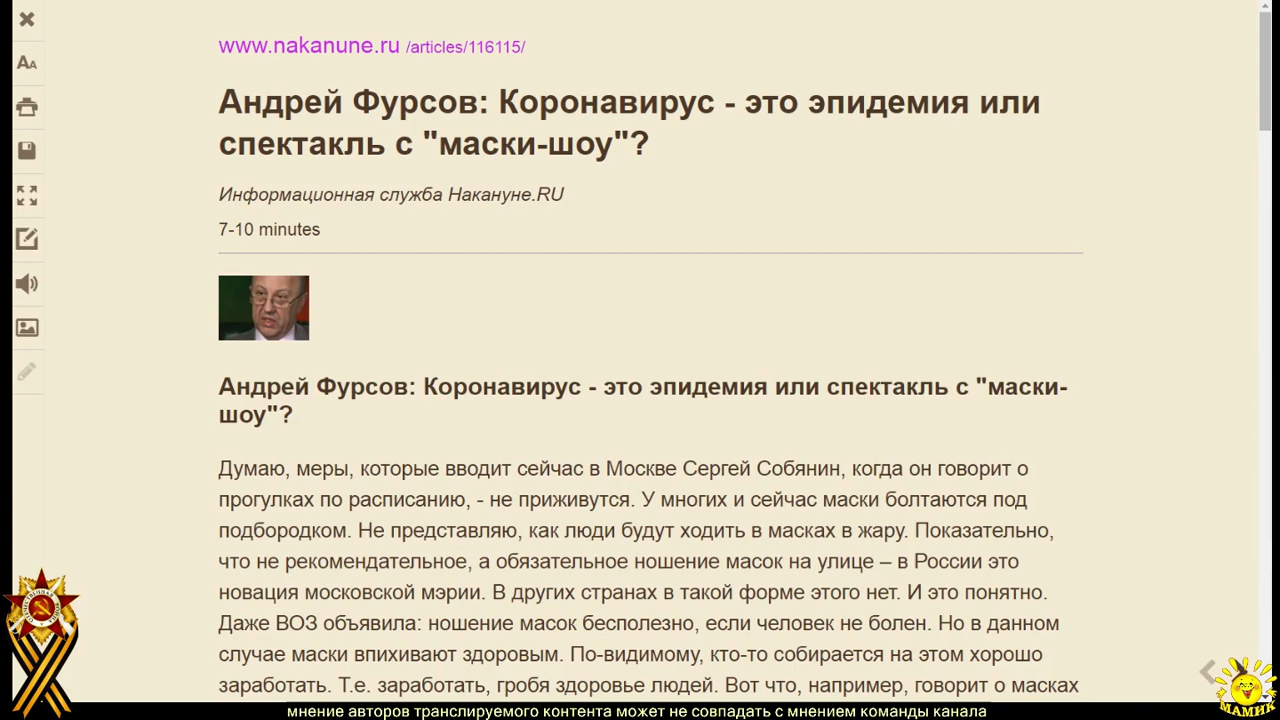 www.nakanune.ru /articles/116115/
Андрей Фурсов: Коронавирус - это эпидемия или
спектакль с "маски-шоу"?
Информационная служба Накануне.RU
7-10 minutes
Андрей Фурсов: Коронавирус - это эпидемия или спектакль с "маски-
шоу"?
Думаю, меры, которые вводит сейчас в Москве Сергей Собянин, когда он говорит о
прогулках по расписанию, - не приживутся. У многих и сейчас маски болтаются под
подбородком. Не представляю, как люди будут ходить в масках в жару. Показательно,
что не рекомендательное, а обязательное ношение масок на улице – в России это
новация московской мэрии. В других странах в такой форме этого нет. И это понятно.
Даже ВОЗ объявила: ношение масок бесполезно, если человек не болен. Но в данном
случае маски впихивают здоровым. По-видимому, кто-то собирается на этом хорошо
заработать. Т.е. заработать, гробя здоровье людей. Вот что, например, говорит о масках
МАМИК
мнение авторов транслируемого контента может не совпадать с мнением команды канала